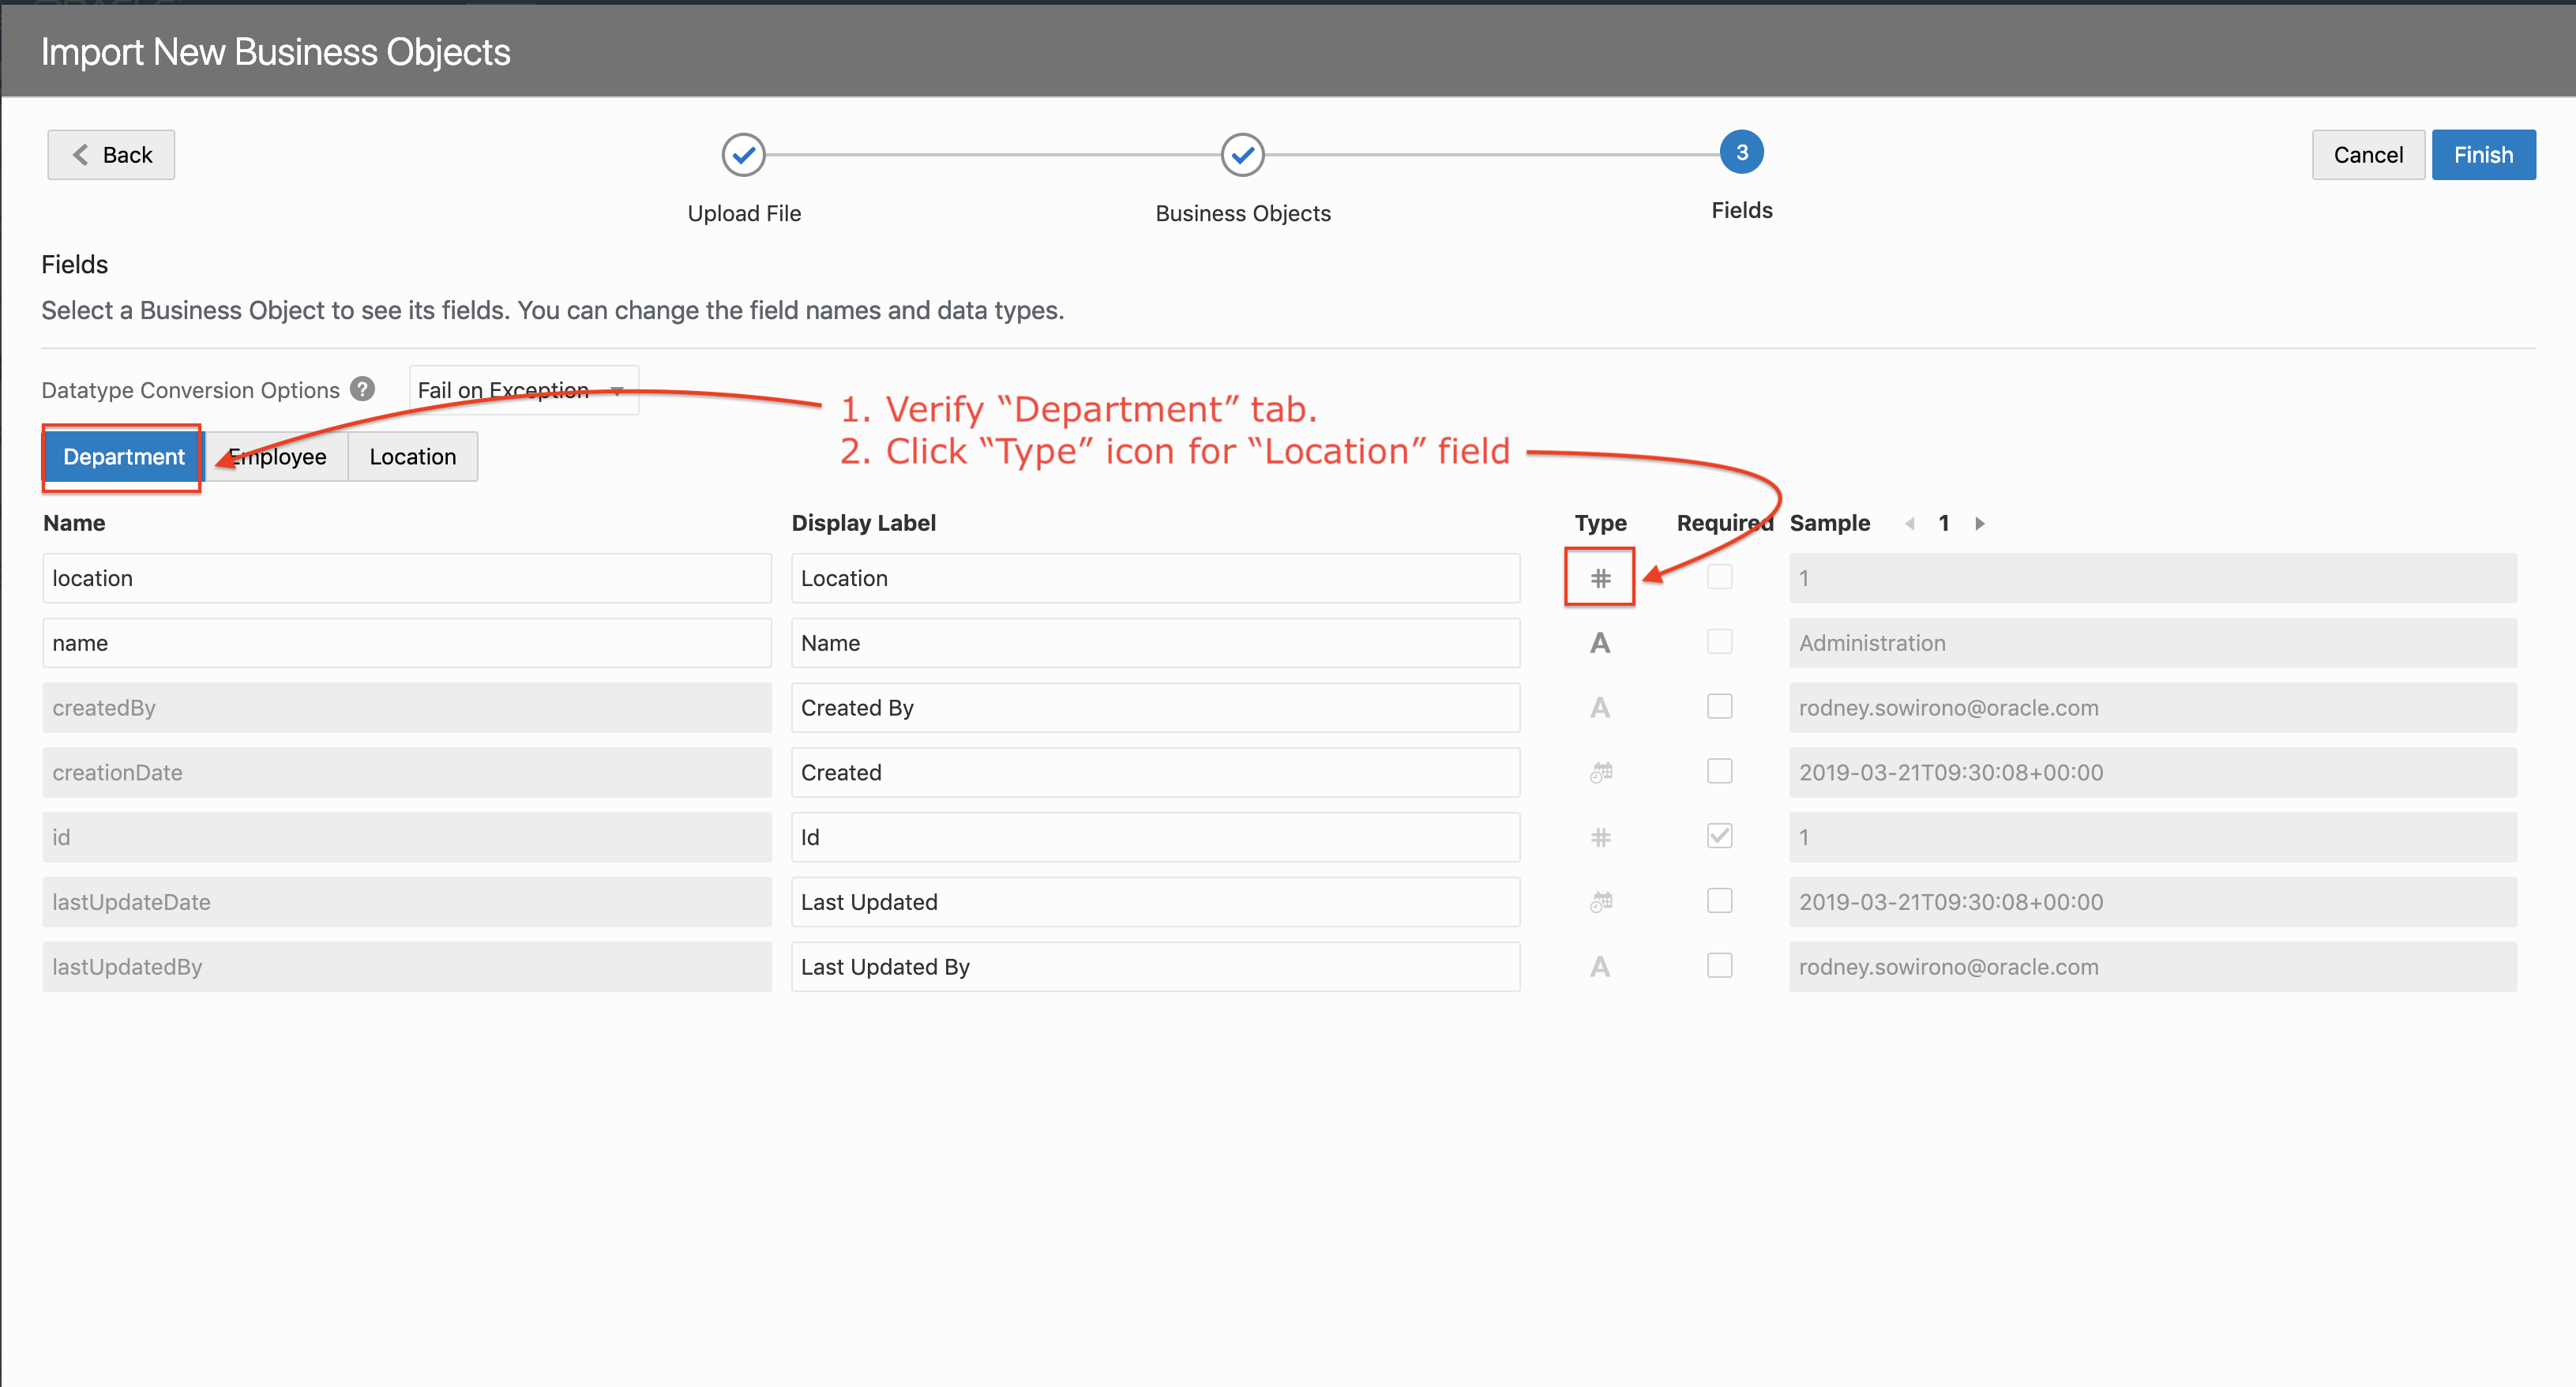 Import New Business Objects
Back
3
Cancel
Finish
Upload File
Business Objects
Fields
Fields
Select a Business Object to see its fields. You can change the field names and data types.
Datatype Conversion Options ? Fail on Exception
1. Verify “Department” tab.
2. Click “Type” icon for “Location” field
Department Employee Location
Name Display Label Type Required Sample 1
location Location # 1
name Name A Administration
createdBy Created By A rodney.sowirono@oracle.com
creationDate Created 2019-03-21T09:30:08+00:00
id Id # 1
lastUpdateDate Last Updated 2019-03-21T09:30:08+00:00
lastUpdatedBy Last Updated By A rodney.sowirono@oracle.com